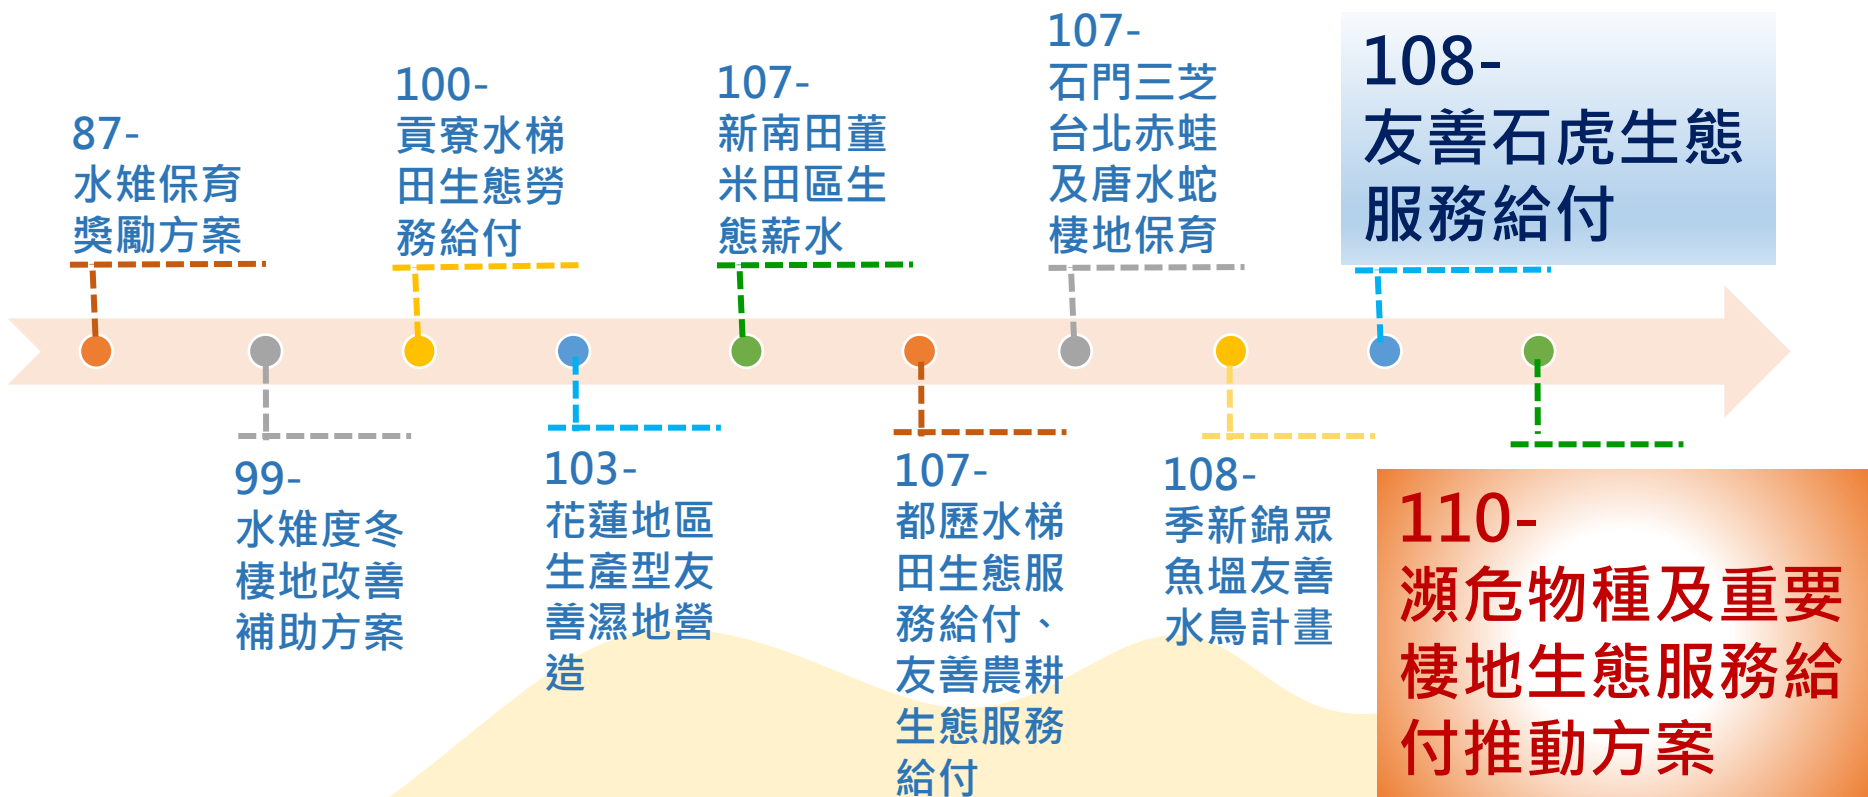 87-
水雉保育
獎勵方案
99-
水雉度冬
棲地改善
補助方案
100-
貢寮水梯
田生態勞
務給付
103-
花蓮地區
生產型友
善濕地營
造
107-
新南田董
米田區生
態薪水
107-
都歷水梯
田生態服
務給付、
友善農耕
生態服務
給付
107-
石門三芝
台北赤蛙
及唐水蛇
棲地保育
108-
季新錦眾
魚塭友善
水鳥計畫
108-
友善石虎生態
服務給付
110-
瀕危物種及重要
棲地生態服務給
付推動方案